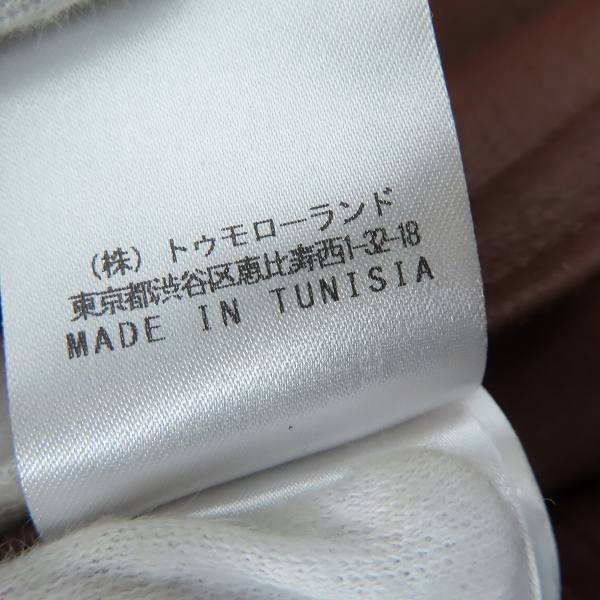 (株)トゥモローランド
東京都渋谷区恵比寿西1-32-18
MADE IN TUNISIA